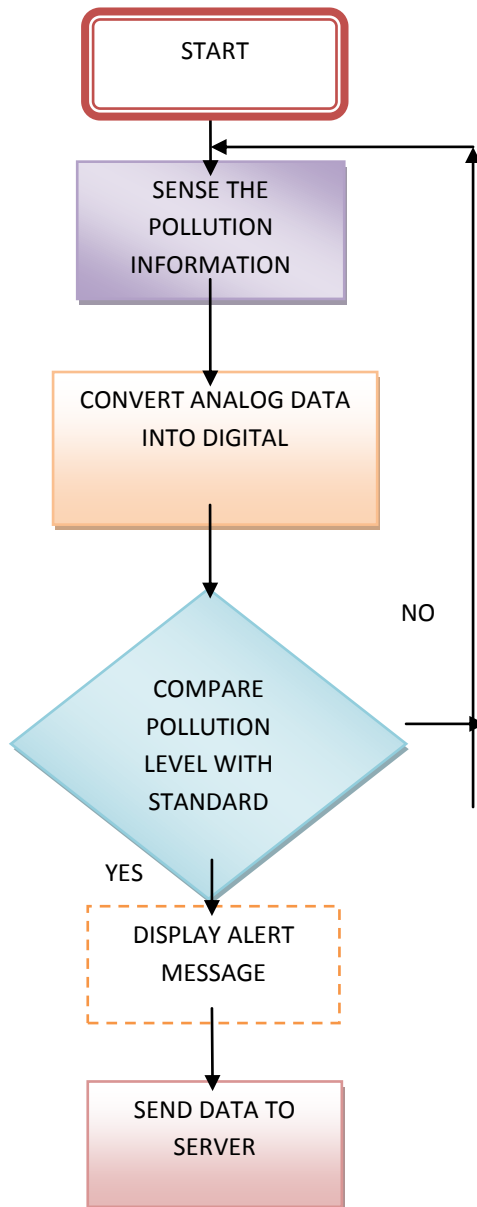 START
SENSE THE
POLLUTION
INFORMATION
CONVERT ANALOG DATA
INTO DIGITAL
NO
COMPARE
POLLUTION
LEVEL WITH
STANDARD
YES
DISPLAY ALERT
MESSAGE
SEND DATA TO
SERVER